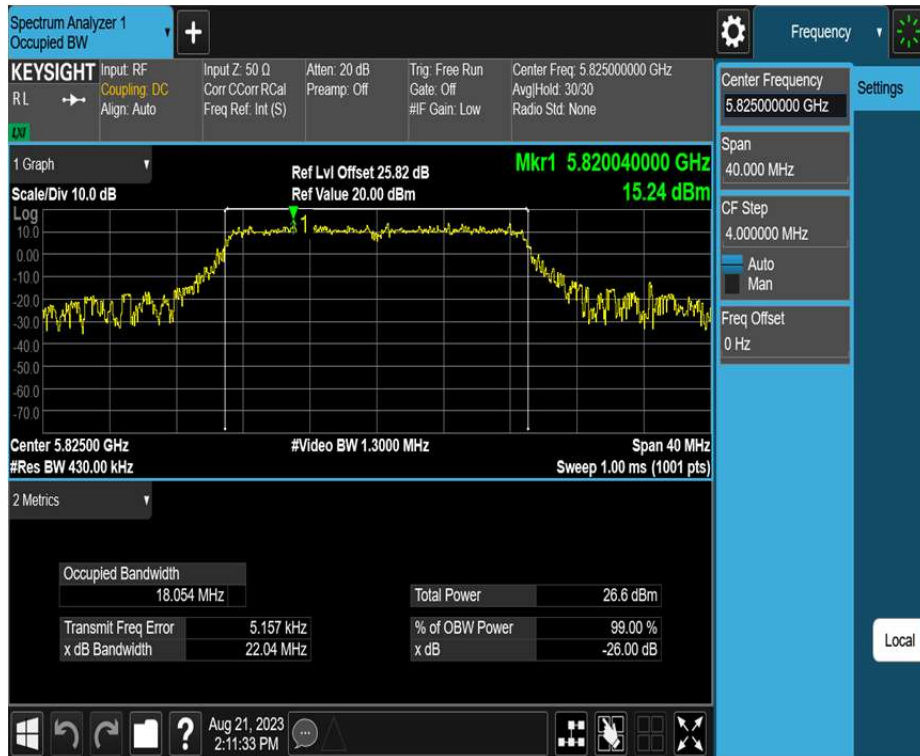 Spectrum Analyzer 1
Occupied BW
+
Frequency
KEYSIGHT
Input: RF
Input Z: 50 Ω
Atten: 20 dB
Trig: Free Run
Center Freq: 5.825000000 GHz
R L
Coupling: DC
Corr CCorr RCal
Preamp: Off
Gate: Off
Avg|Hold: 30/30
Align: Auto
Freq Ref: Int (S)
#IF Gain: Low
Radio Std: None
LXI
Center Frequency
5.825000000 GHz
Settings
Span
40.000 MHz
CF Step
4.000000 MHz
Auto
Man
Freq Offset
0 Hz
1 Graph
Ref Lvl Offset 25.82 dB
Mkr1 5.820040000 GHz
Scale/Div 10.0 dB
Ref Value 20.00 dBm
15.24 dBm
Log
1
10.0
0.00
-10.0
-20.0
-30.0
-40.0
-50.0
-60.0
-70.0
Center 5.82500 GHz
#Video BW 1.3000 MHz
Span 40 MHz
#Res BW 430.00 kHz
Sweep 1.00 ms (1001 pts)
2 Metrics
Occupied Bandwidth
18.054 MHz
Total Power 26.6 dBm
Transmit Freq Error 5.157 kHz
% of OBW Power 99.00 %
x dB Bandwidth 22.04 MHz
x dB -26.00 dB
Local
?
Aug 21, 2023
2:11:33 PM